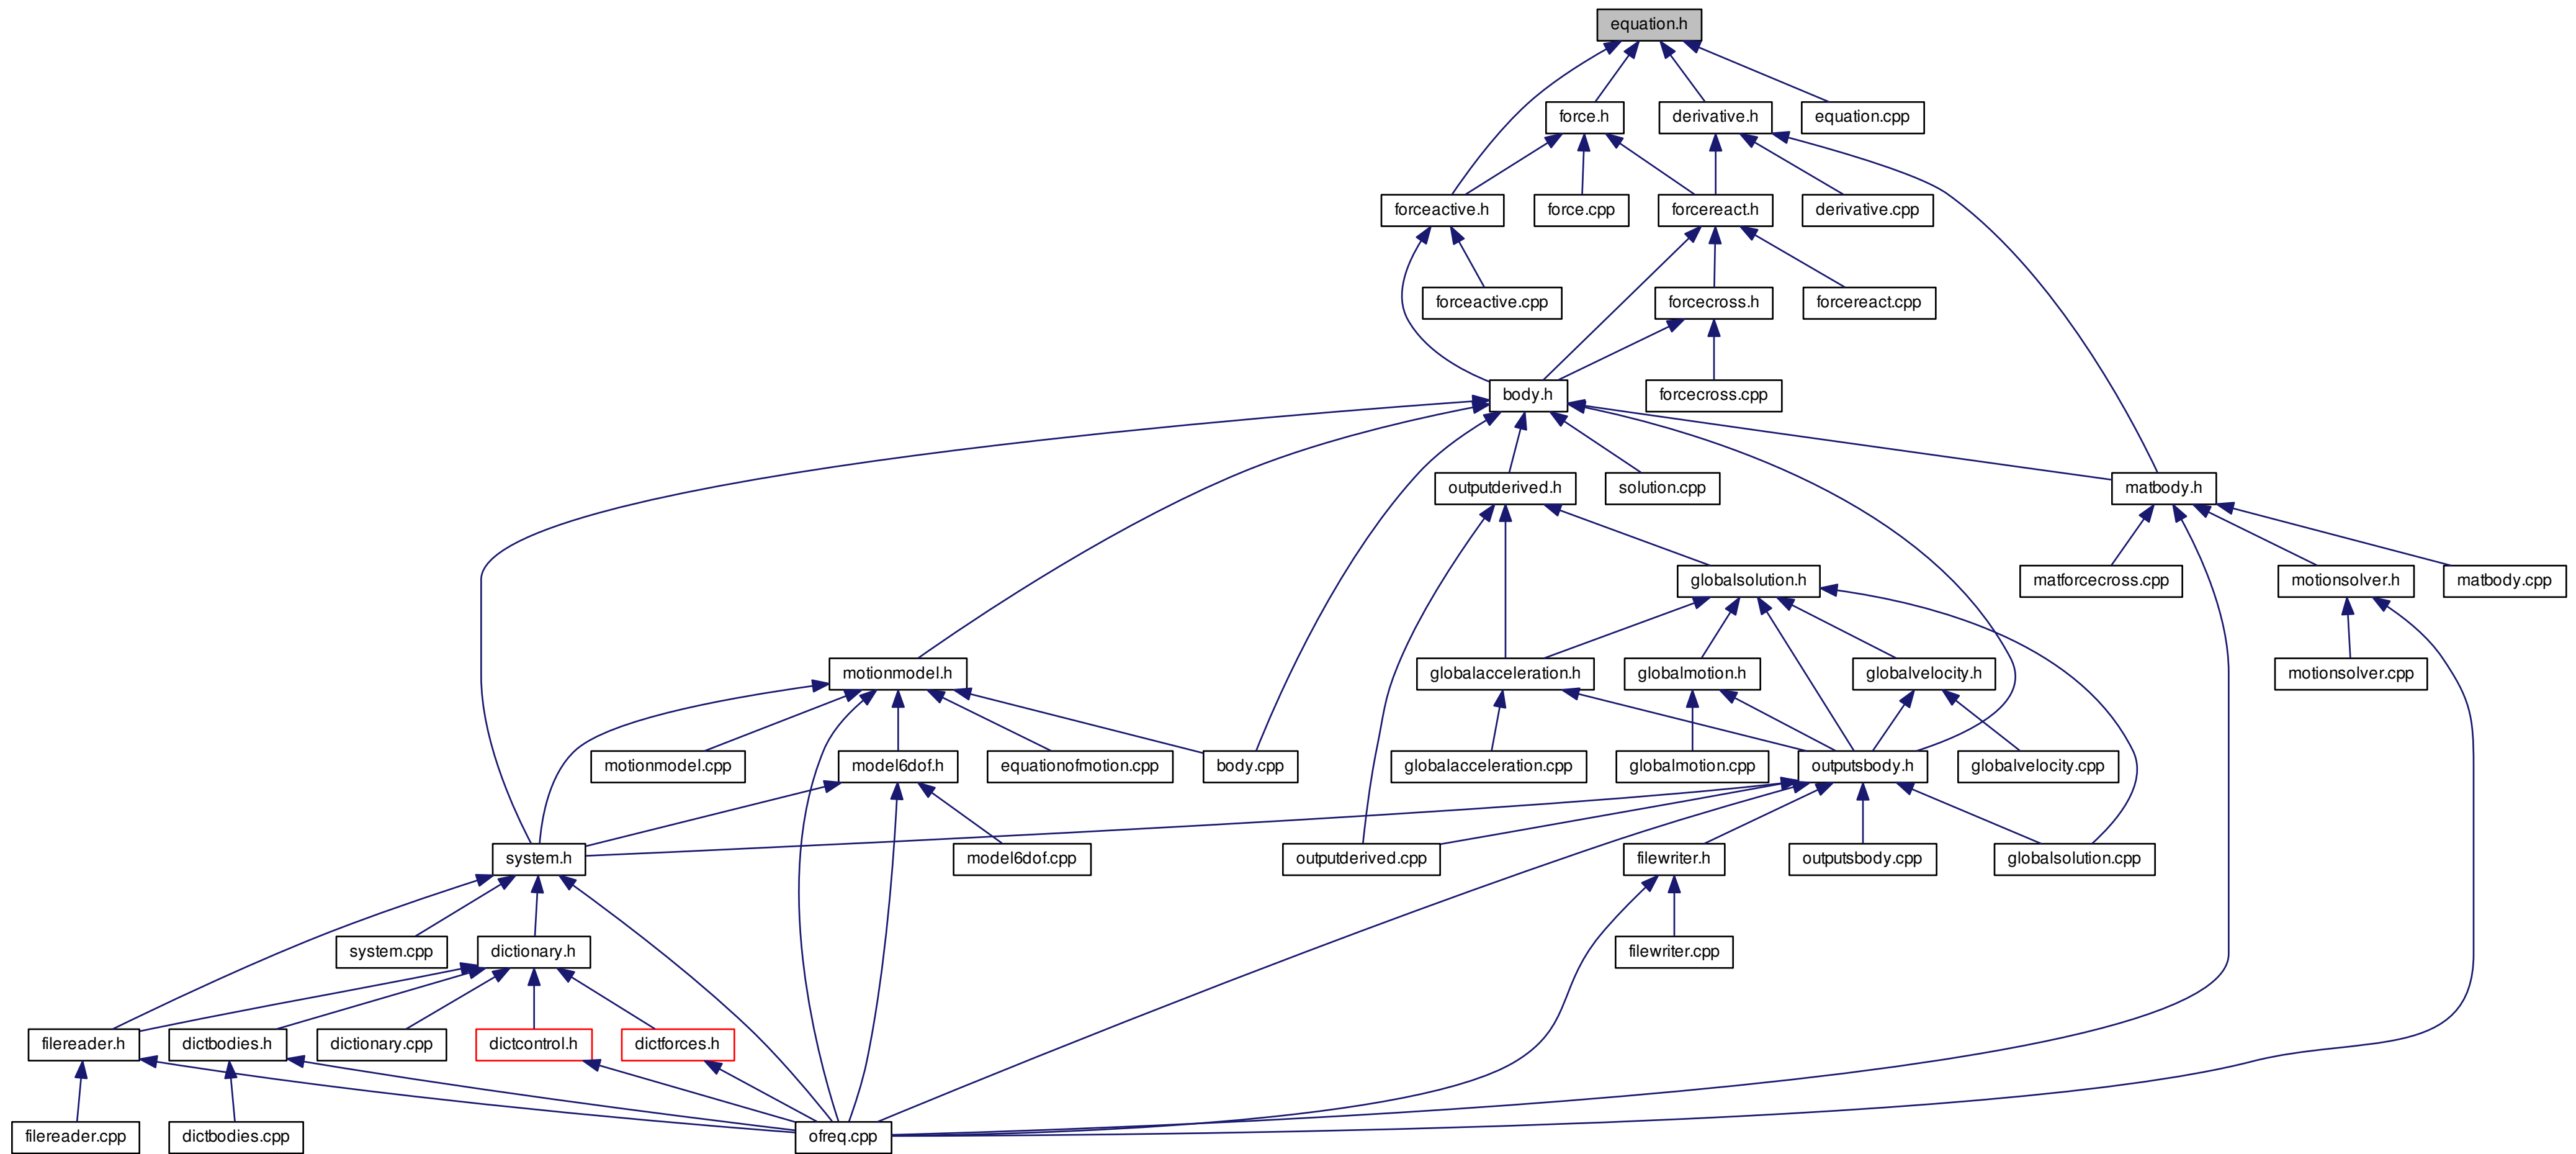 equation.h
force.h
derivative.h
equation.cpp
forceactive.h
force.cpp
forcereact.h
derivative.cpp
forceactive.cpp
forcecross.h
forcereact.cpp
body.h
forcecross.cpp
outputderived.h
solution.cpp
matbody.h
globalsolution.h
matforcecross.cpp
motionsolver.h
matbody.cpp
motionmodel.h
globalacceleration.h
globalmotion.h
globalvelocity.h
motionsolver.cpp
motionmodel.cpp
model6dof.h
equationofmotion.cpp
body.cpp
globalacceleration.cpp
globalmotion.cpp
outputsbody.h
globalvelocity.cpp
system.h
model6dof.cpp
outputderived.cpp
filewriter.h
outputsbody.cpp
globalsolution.cpp
system.cpp
dictionary.h
filewriter.cpp
filereader.h
dictbodies.h
dictionary.cpp
dictcontrol.h
dictforces.h
filereader.cpp
dictbodies.cpp
ofreq.cpp